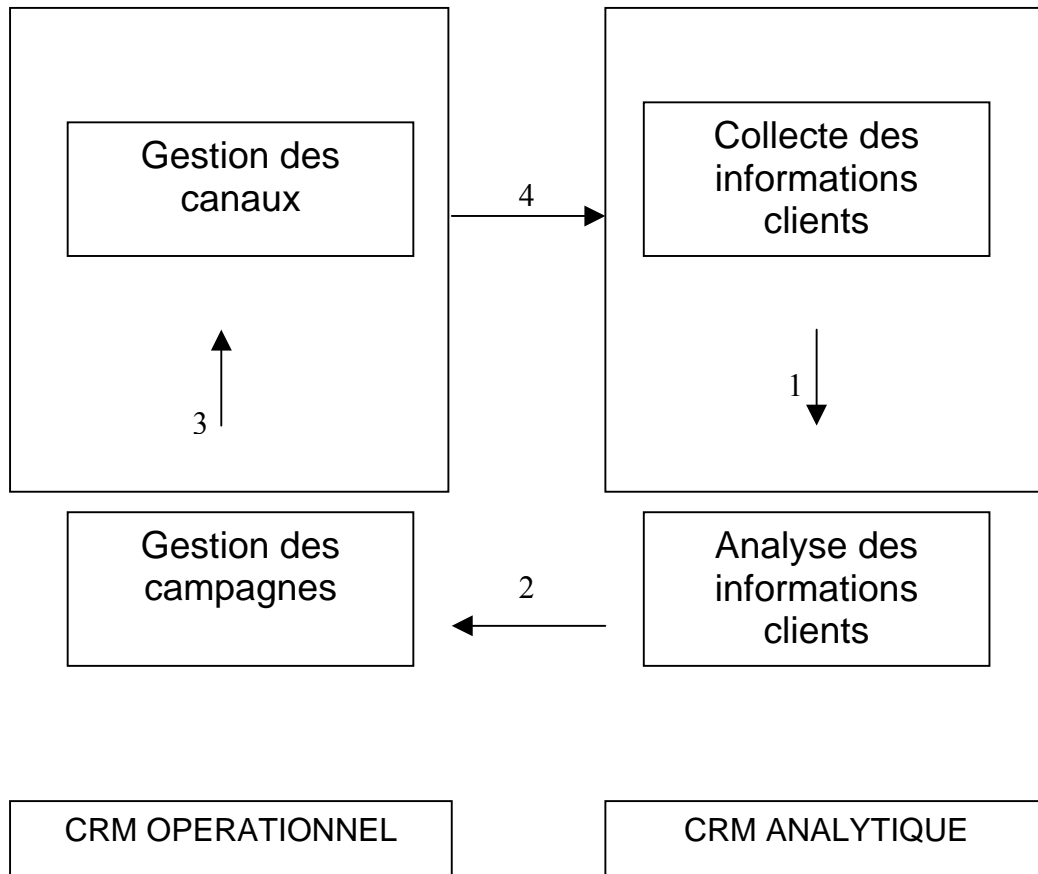 Gestion des
canaux
4
Collecte des
informations
clients
3
1
Gestion des
campagnes
2
Analyse des
informations
clients
CRM OPERATIONNEL
CRM ANALYTIQUE